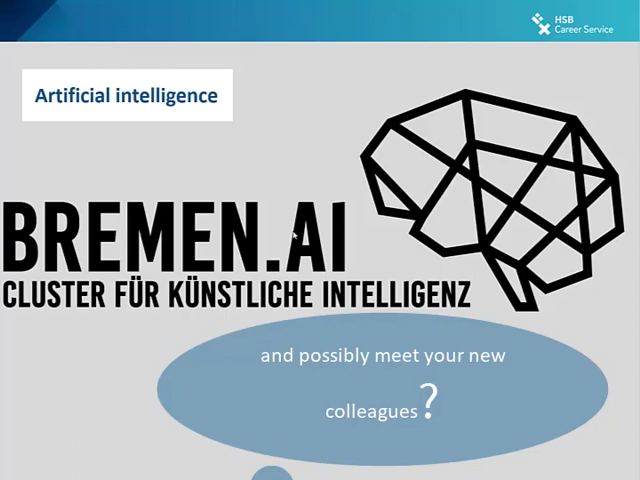 HSB
Career Service
Artificial intelligence
BREMEN.AI
CLUSTER FÜR KÜNSTLICHE INTELLIGENZ
and possibly meet your new
colleagues?